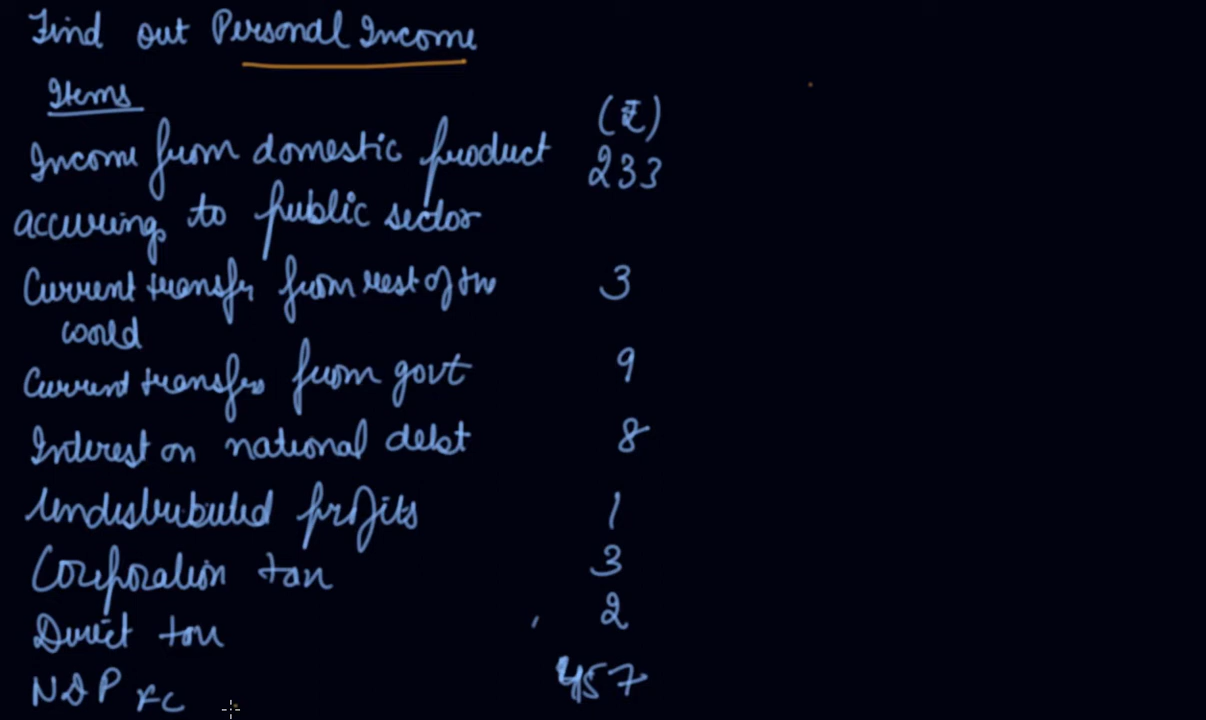 Find out Personal Income
Items
(₹)
Income from domestic product 233
accuring to public sector
Current transfer from rest of the 3
world
Current transfers from govt 9
Interest on national debt 8
Undistributed profits 1
Corporation tax 3
Direct tax 2
NDP FC 457